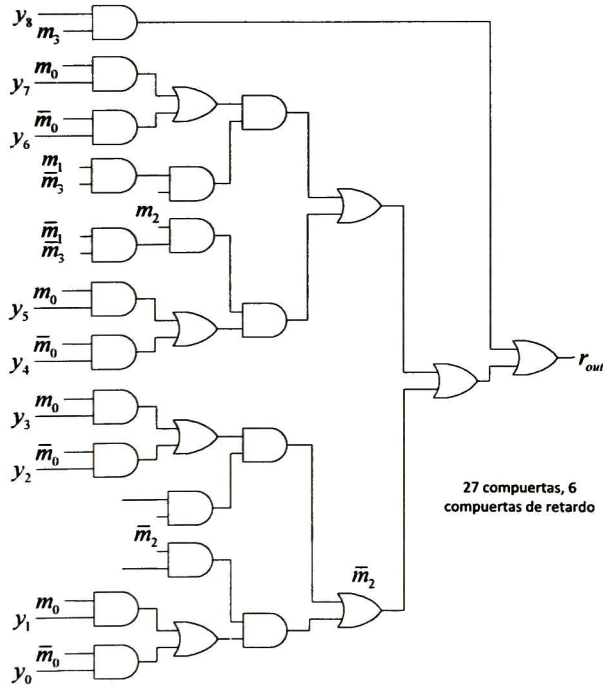 y₈
m₃
m₀
y₇
m̄₀
y₆
m₁
m̄₃
m₂
m̄₁
m̄₃
m₀
y₅
m̄₀
y₄
r_out
m₀
y₃
m̄₀
y₂
27 compuertas, 6
compuertas de retardo
m̄₂
m̄₂
m₀
y₁
m̄₀
y₀